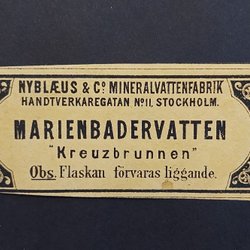 NYBLÆUS & Cº MINERALVATTENFABRIK
HANDTVERKAREGATAN Nº 11, STOCKHOLM.
MARIENBADERVATTEN
"Kreuzbrunnen"
Obs. Flaskan förvaras liggande.